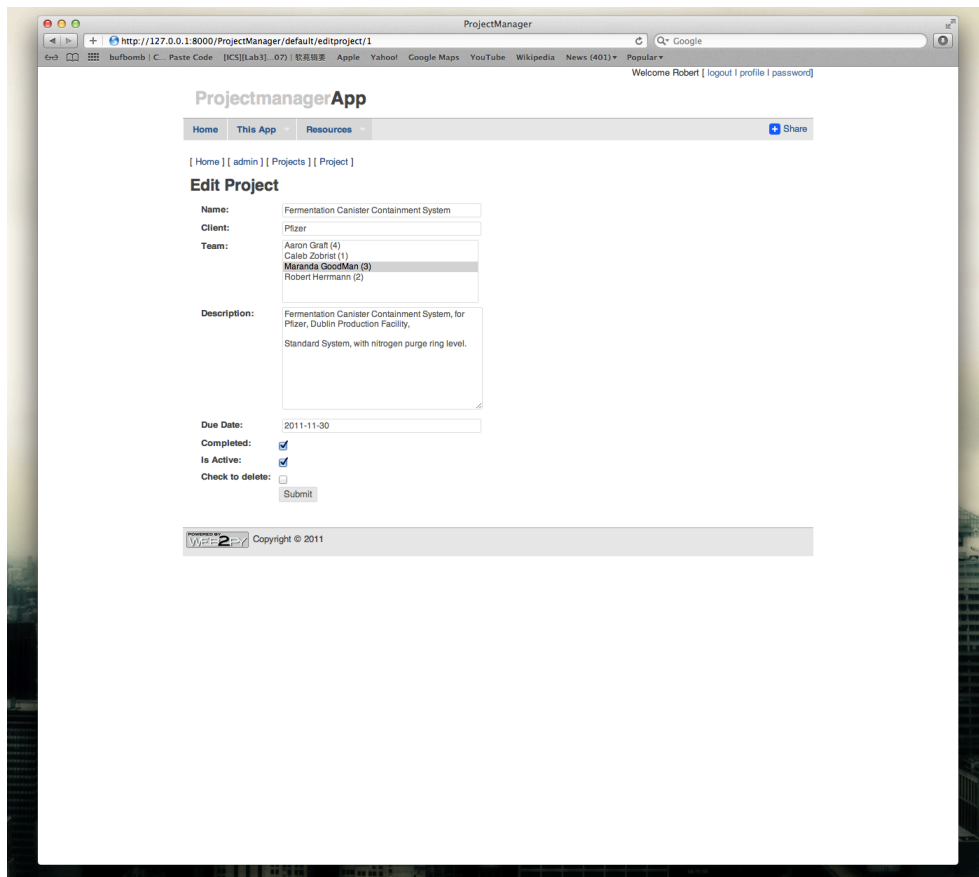 ProjectManager
http://127.0.0.1:8000/ProjectManager/default/editproject/1
Google
bufbomb | C... Paste Code [ICS][Lab3]...07) | 软苑辑要 Apple Yahoo! Google Maps YouTube Wikipedia News (401) Popular
Welcome Robert [ logout | profile | password]
ProjectmanagerApp
Home This App Resources Share
[ Home ] [ admin ] [ Projects ] [ Project ]
Edit Project
Name: Fermentation Canister Containment System
Client: Pfizer
Team: Aaron Graft (4)
Caleb Zobrist (1)
Maranda GoodMan (3)
Robert Herrmann (2)
Description: Fermentation Canister Containment System, for
Pfizer, Dublin Production Facility,
Standard System, with nitrogen purge ring level.
Due Date: 2011-11-30
Completed:
Is Active:
Check to delete:
Submit
POWERED BY
WEB2PY Copyright © 2011